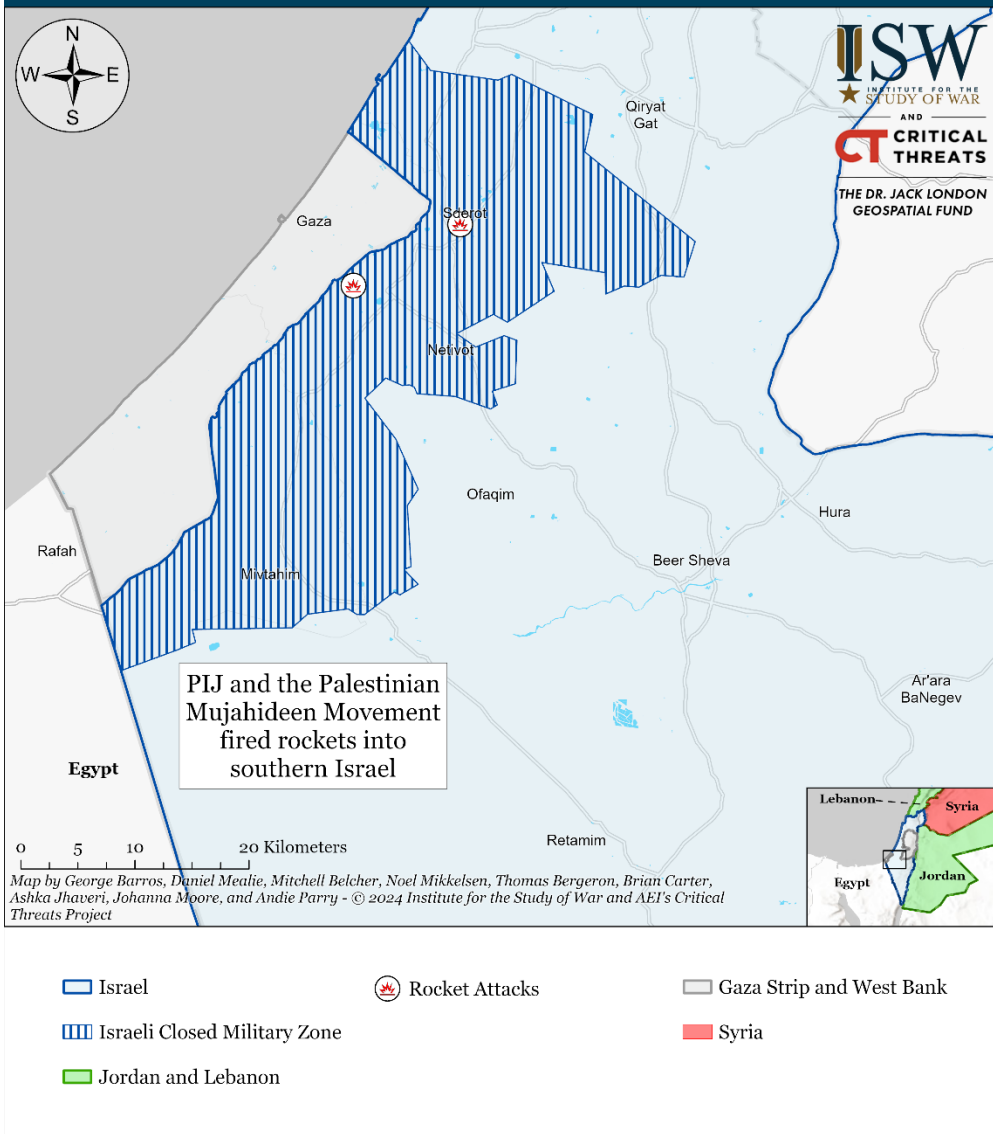 N
W E
S
ISW
INSTITUTE FOR THE
STUDY OF WAR
AND
CT CRITICAL
THREATS
THE DR. JACK LONDON
GEOSPATIAL FUND
Qiryat
Gat
Gaza
Sderot
Netivot
Ofaqim
Hura
Rafah
Beer Sheva
Mivtahim
Ar'ara
BaNegev
PIJ and the Palestinian
Mujahideen Movement
fired rockets into
southern Israel
Egypt
Retamim
0 5 10 20 Kilometers
Lebanon
Syria
Egypt
Jordan
Map by George Barros, Daniel Mealie, Mitchell Belcher, Noel Mikkelsen, Thomas Bergeron, Brian Carter,
Ashka Jhaveri, Johanna Moore, and Andie Parry - © 2024 Institute for the Study of War and AEI's Critical
Threats Project
Israel
Rocket Attacks
Gaza Strip and West Bank
Israeli Closed Military Zone
Syria
Jordan and Lebanon